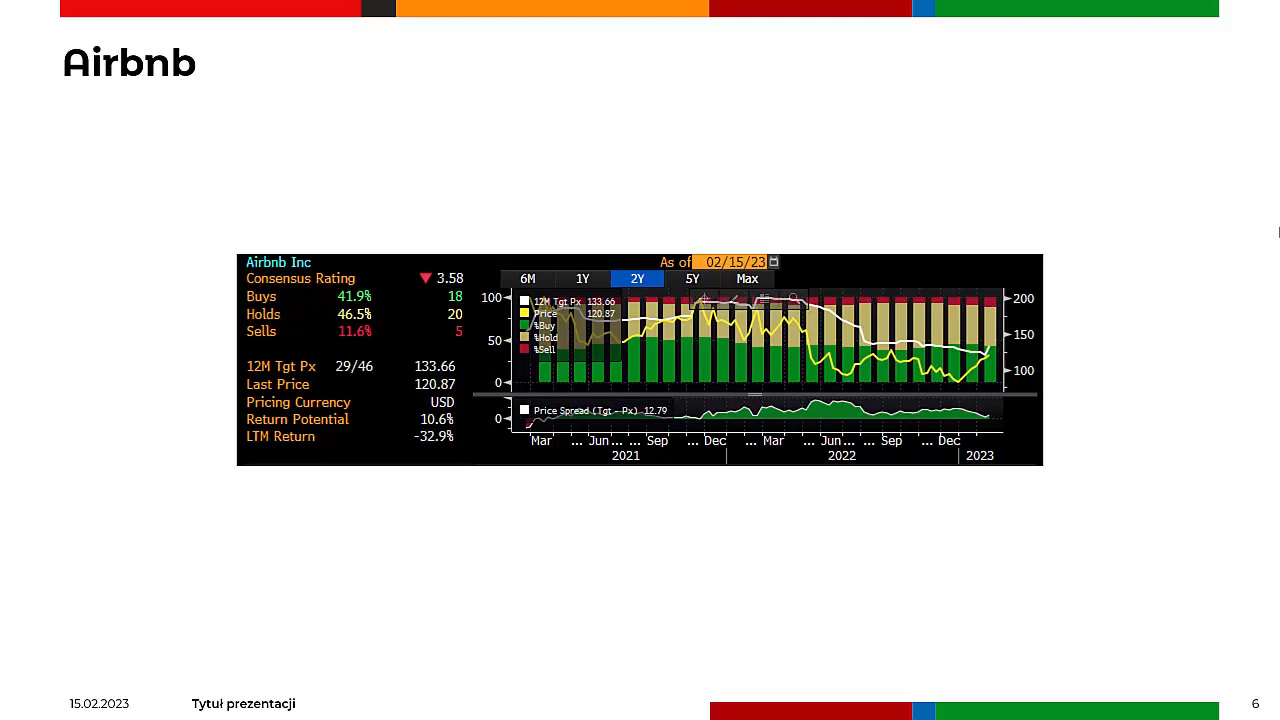 Airbnb
Airbnb Inc As of 02/15/23
Consensus Rating ▼ 3.58 6M 1Y 2Y 5Y Max
Buys 41.9% 18
Holds 46.5% 20
Sells 11.6% 5
12M Tgt Px 29/46 133.66
Last Price 120.87
Pricing Currency USD
Return Potential 10.6%
LTM Return -32.9%
100
50
0
12M Tgt Px 133.66
Price 120.87
%Buy
%Hold
%Sell
200
150
100
0
Price Spread (Tgt - Px) 12.79
Mar ... Jun ... ... Sep ... Dec ... Mar ... Jun ... ... Sep ... Dec
2021 2022 2023
15.02.2023 Tytuł prezentacji 6